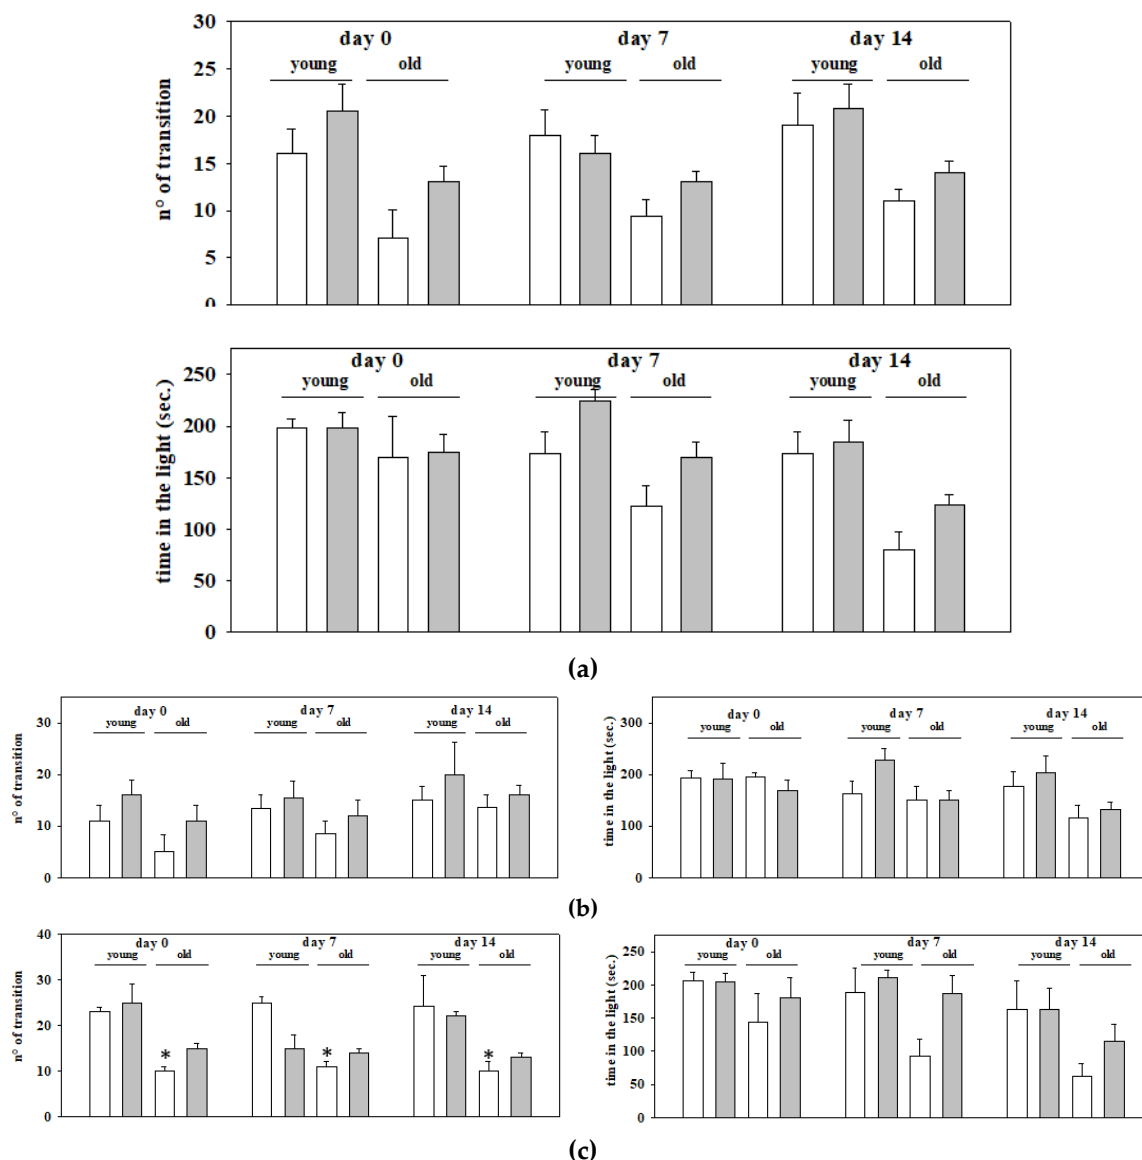 30
25
20
15
10
5
0
n° of transition
day 0
day 7
day 14
young
old
young
old
young
old
250
200
150
100
50
0
time in the light (sec.)
day 0
day 7
day 14
young
old
young
old
young
old
(a)
30
20
10
0
n° of transition
day 0
day 7
day 14
young
old
young
old
young
old
300
200
100
0
time in the light (sec.)
day 0
day 7
day 14
young
old
young
old
young
old
(b)
40
30
20
10
0
n° of transition
day 0
day 7
day 14
young
old
young
old
young
old
*
*
*
250
200
150
100
50
0
time in the light (sec.)
day 0
day 7
day 14
young
old
young
old
young
old
(c)